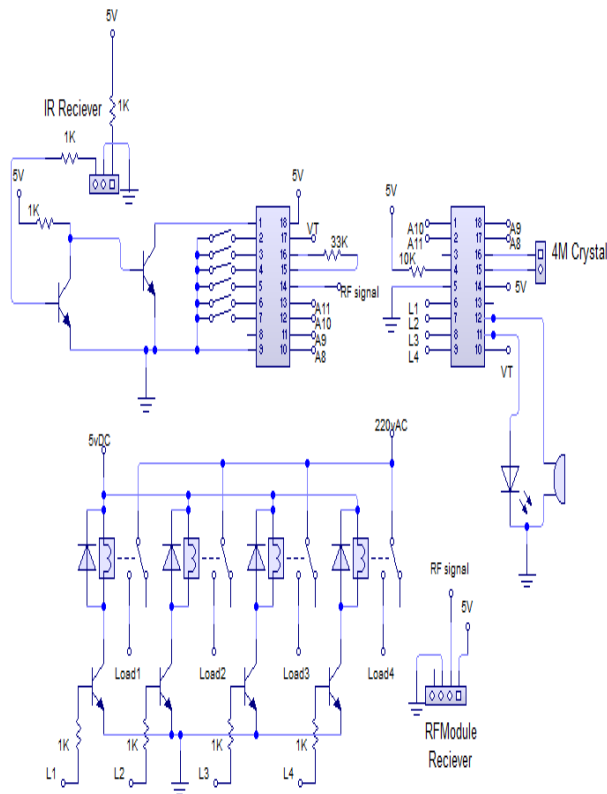 5V
IR Reciever
1K
1K
5V
1K
1 18
2 17
3 16
4 15
5 14
6 13
7 12
8 11
9 10
5V
VT
33K
RF signal
A11
A10
A9
A8
5V
A10
A11
10K
L1
L2
L3
L4
1 18
2 17
3 16
4 15
5 14
6 13
7 12
8 11
9 10
A9
A8
4M Crystal
5V
VT
5vDC
220vAC
Load1
Load2
Load3
Load4
1K
1K
1K
1K
L1
L2
L3
L4
RF signal
5V
RFModule
Reciever